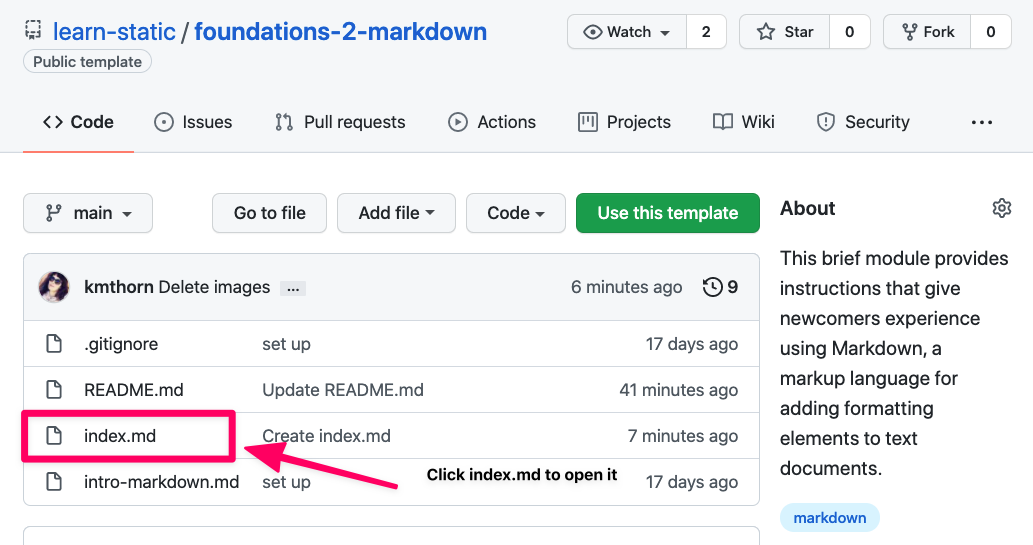 learn-static / foundations-2-markdown
Watch 2
Star 0
Fork 0
Public template
Code
Issues
Pull requests
Actions
Projects
Wiki
Security
...
main
Go to file
Add file
Code
Use this template
kmthorn Delete images ... 6 minutes ago 9
.gitignore set up 17 days ago
README.md Update README.md 41 minutes ago
index.md Create index.md 7 minutes ago
Click index.md to open it
intro-markdown.md set up 17 days ago
About
This brief module provides
instructions that give
newcomers experience
using Markdown, a
markup language for
adding formatting
elements to text
documents.
markdown